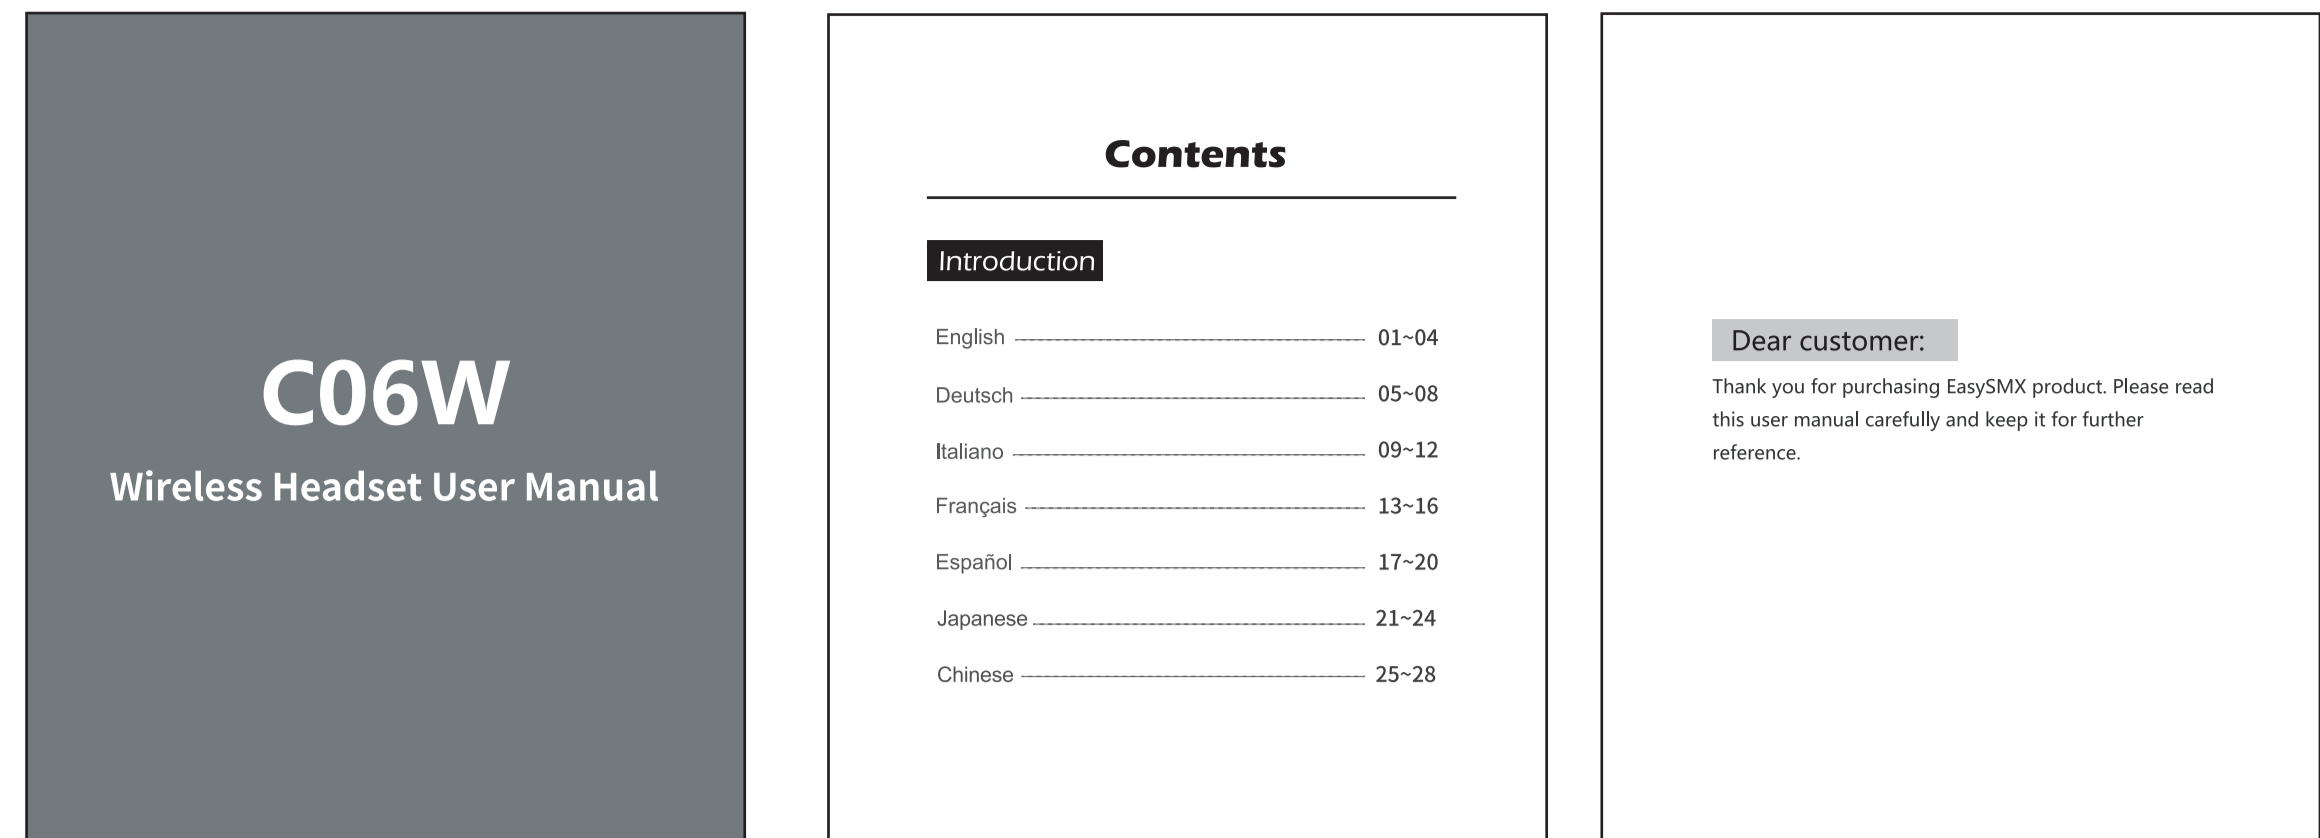 C06W
Wireless Headset User Manual
Contents
Introduction
English 01~04
Deutsch 05~08
Italiano 09~12
Français 13~16
Español 17~20
Japanese 21~24
Chinese 25~28
Dear customer:
Thank you for purchasing EasySMX product. Please read
this user manual carefully and keep it for further
reference.